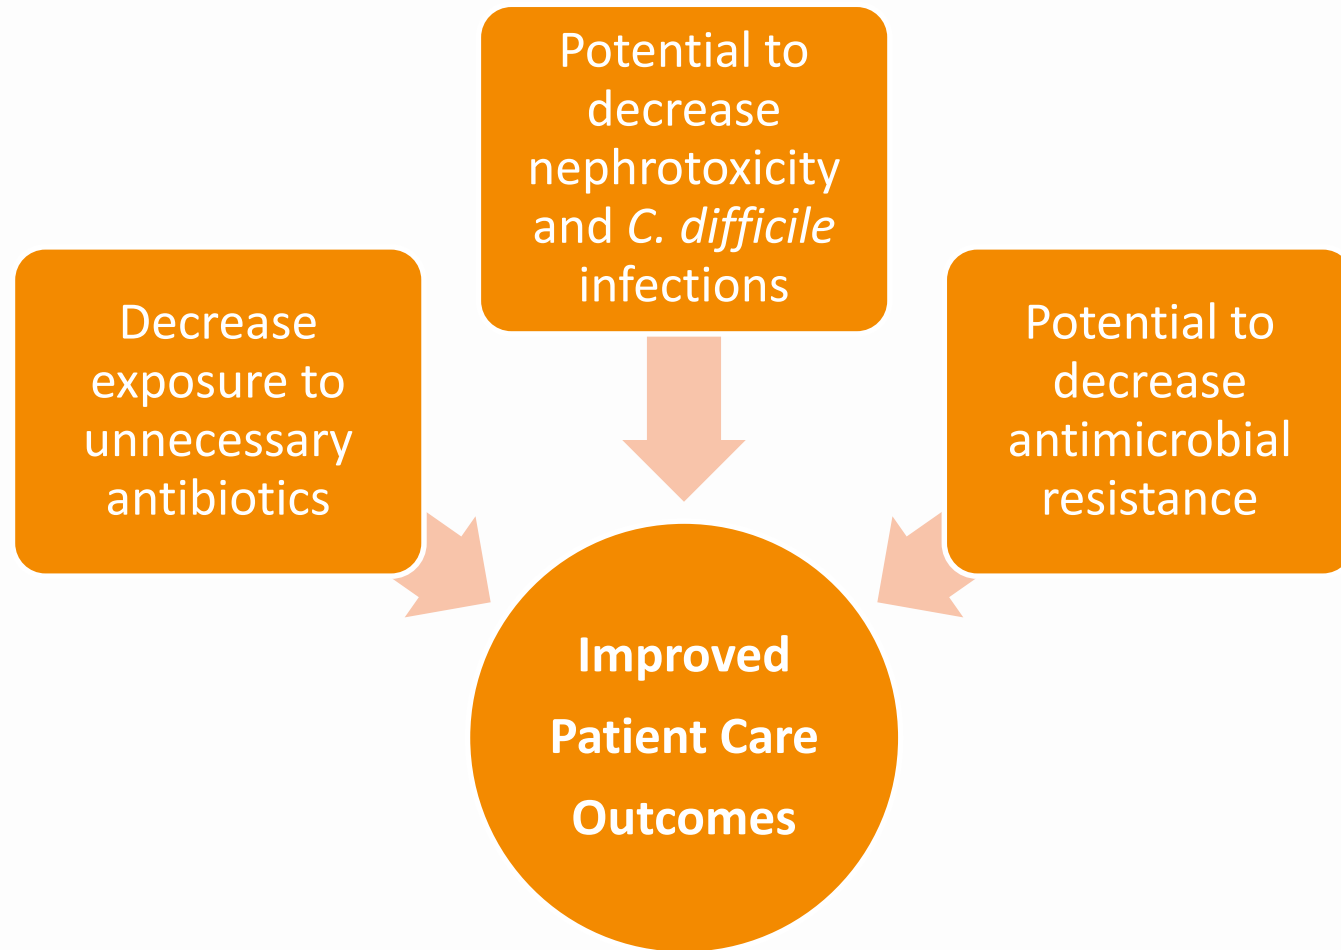 Potential to
decrease
nephrotoxicity
and C. difficile
infections
Decrease
exposure to
unnecessary
antibiotics
Potential to
decrease
antimicrobial
resistance
Improved
Patient Care
Outcomes